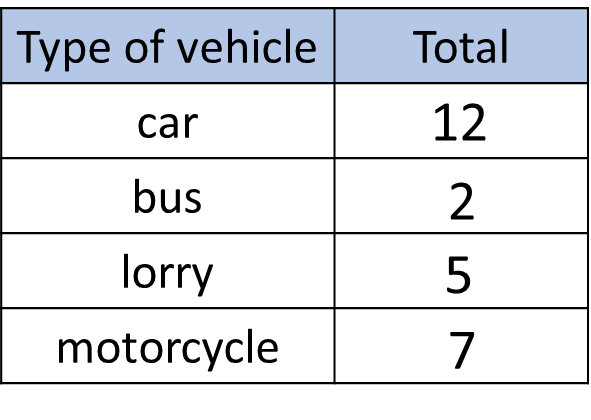 Type of vehicle Total
car 12
bus 2
lorry 5
motorcycle 7